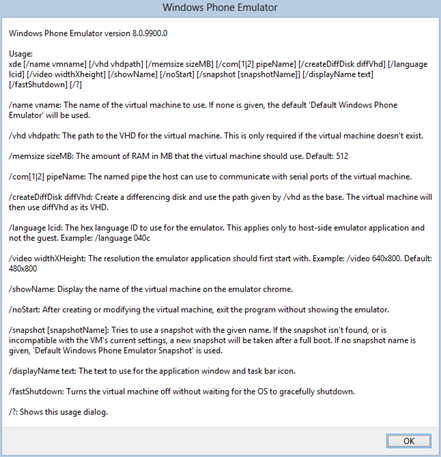 Windows Phone Emulator
Windows Phone Emulator version 8.0.9900.0
Usage:
xde [/name vmname] [/vhd vhdpath] [/memsize sizeMB] [/com[1|2] pipeName] [/createDiffDisk diffVhd] [/language
lcid] [/video widthXheight] [/showName] [/noStart] [/snapshot [snapshotName]] [/displayName text]
[/fastShutdown] [/?]
/name vname: The name of the virtual machine to use. If none is given, the default 'Default Windows Phone
Emulator' will be used.
/vhd vhdpath: The path to the VHD for the virtual machine. This is only required if the virtual machine doesn't exist.
/memsize sizeMB: The amount of RAM in MB that the virtual machine should use. Default: 512
/com[1|2] pipeName: The named pipe the host can use to communicate with serial ports of the virtual machine.
/createDiffDisk diffVhd: Create a differencing disk and use the path given by /vhd as the base. The virtual machine will
then use diffVhd as its VHD.
/language lcid: The hex language ID to use for the emulator. This applies only to host-side emulator application and
not the guest. Example: /language 040c
/video widthXHeight: The resolution the emulator application should first start with. Example: /video 640x800. Default:
480x800
/showName: Display the name of the virtual machine on the emulator chrome.
/noStart: After creating or modifying the virtual machine, exit the program without showing the emulator.
/snapshot [snapshotName]: Tries to use a snapshot with the given name. If the snapshot isn't found, or is
incompatible with the VM's current settings, a new snapshot will be taken after a full boot. If no snapshot name is
given, 'Default Windows Phone Emulator Snapshot' is used.
/displayName text: The text to use for the application window and task bar icon.
/fastShutdown: Turns the virtual machine off without waiting for the OS to gracefully shutdown.
/?: Shows this usage dialog.
OK